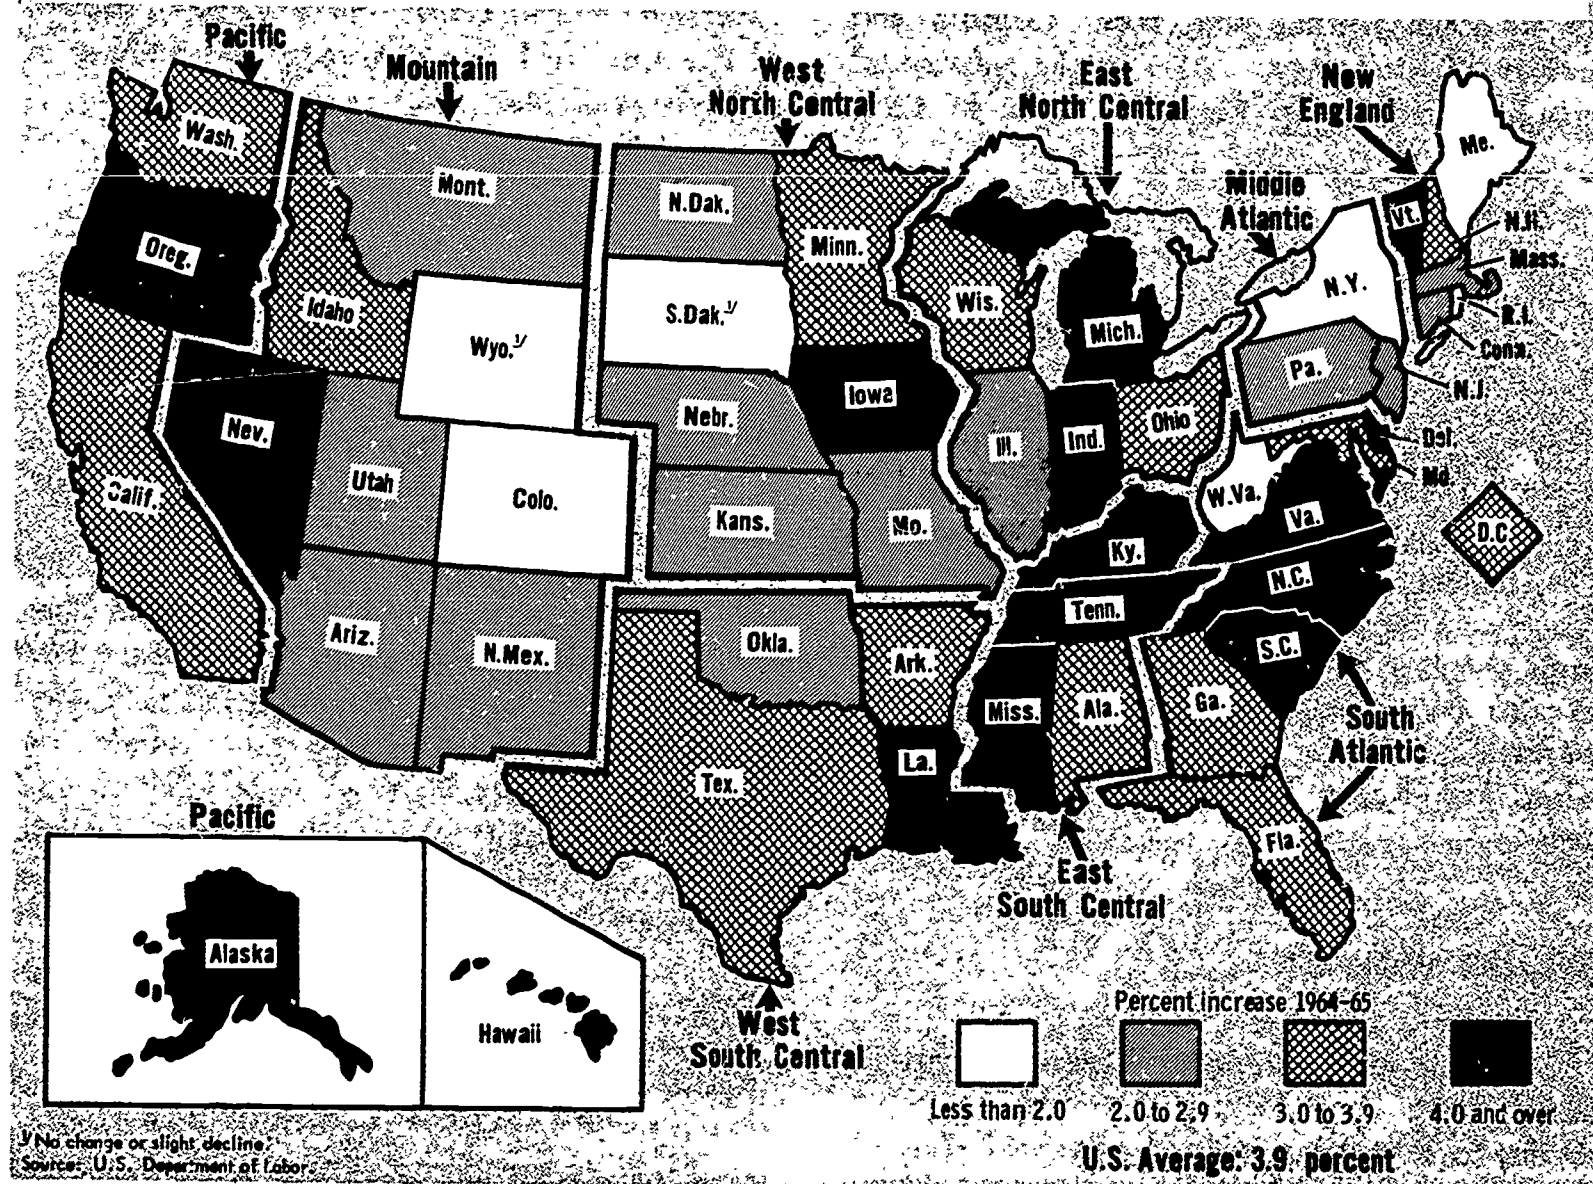 Pacific
Mountain
West
North Central
East
North Central
New
England
Middle
Atlantic
Wash.
Mont.
N.Dak.
Minn.
Me.
Vt.
N.H.
Mass.
Oreg.
Idaho
Wyo.1/
S.Dak.1/
Wis.
Mich.
N.Y.
R.I.
Conn.
Pa.
N.J.
Nev.
Utah
Colo.
Nebr.
Iowa
Ill.
Ind.
Ohio
Del.
Md.
Calif.
Kans.
Mo.
W.Va.
Va.
D.C.
Ky.
N.C.
Ariz.
N.Mex.
Okla.
Ark.
Tenn.
S.C.
Miss.
Ala.
Ga.
South
Atlantic
La.
Tex.
Fla.
Pacific
East
South Central
Alaska
Hawaii
West
South Central
Percent increase 1964-65
Less than 2.0
2.0 to 2.9
3.0 to 3.9
4.0 and over
1/ No change or slight decline.
Source: U.S. Department of Labor.
U.S. Average: 3.9 percent